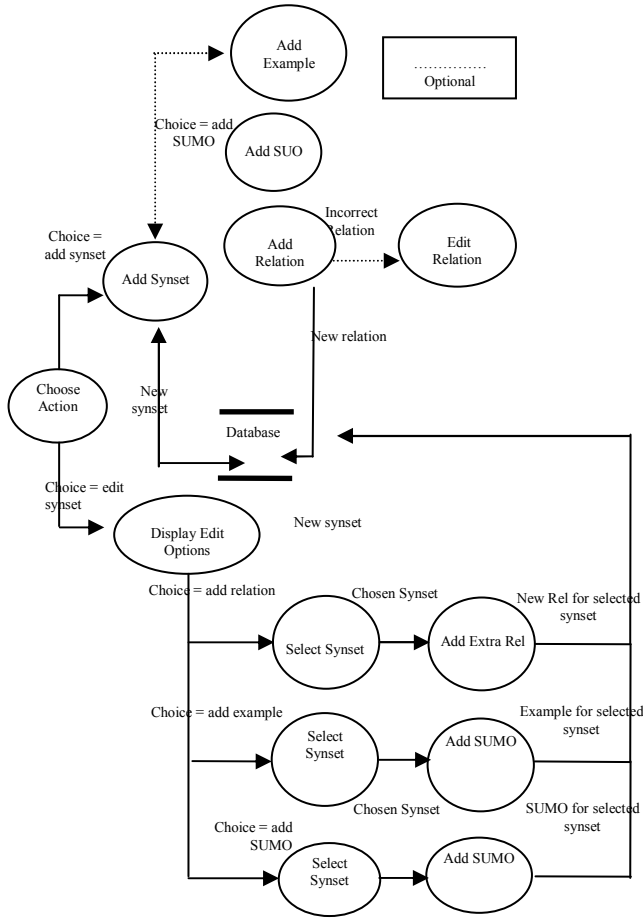 Add
Example
……………
Optional
Choice = add
SUMO
Add SUO
Incorrect
Relation
Add
Relation
Edit
Relation
Choice =
add synset
Add Synset
New relation
Choose
Action
New
synset
Database
Choice = edit
synset
Display Edit
Options
New synset
Choice = add relation
Chosen Synset
New Rel for selected
synset
Select Synset
Add Extra Rel
Choice = add example
Example for selected
synset
Select
Synset
Add SUMO
Chosen Synset
SUMO for selected
synset
Choice = add
SUMO
Select
Synset
Add SUMO